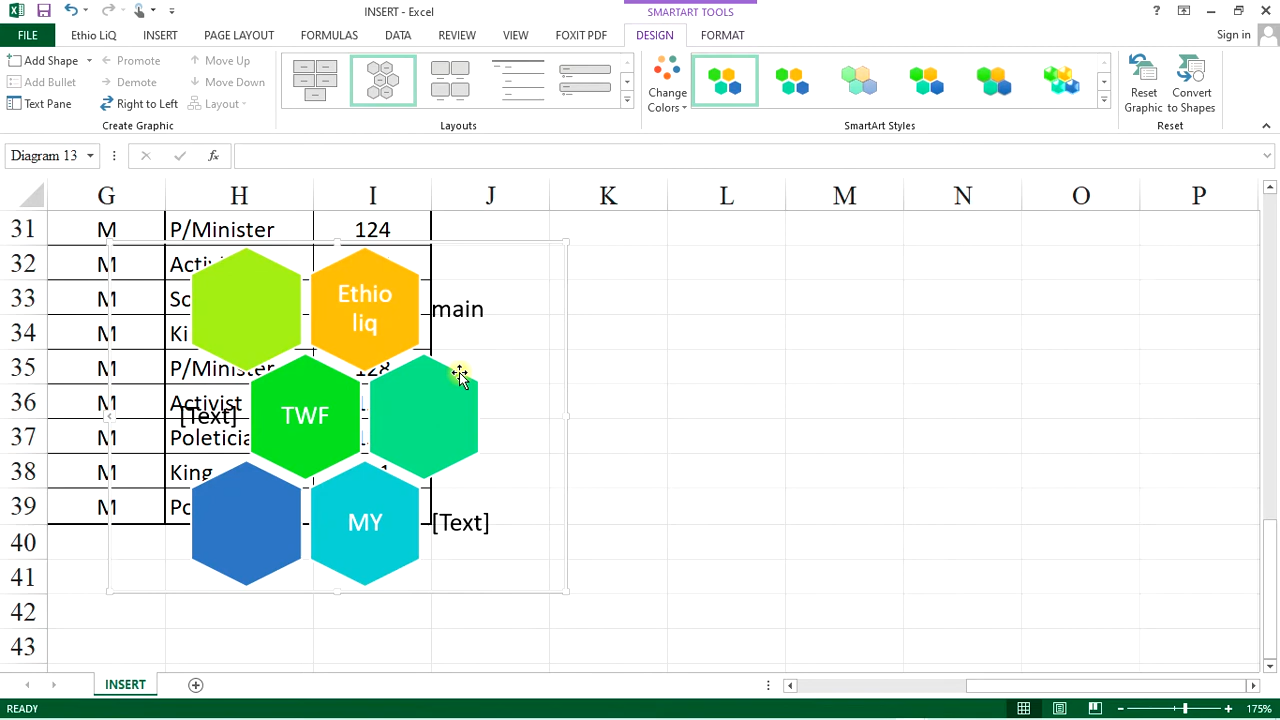 INSERT - Excel
SMARTART TOOLS
Sign in
FILE
Ethio LiQ
INSERT
PAGE LAYOUT
FORMULAS
DATA
REVIEW
VIEW
FOXIT PDF
DESIGN
FORMAT
Add Shape
Promote
Move Up
Add Bullet
Demote
Move Down
Text Pane
Right to Left
Layout
Create Graphic
Layouts
Change
Colors
SmartArt Styles
Reset
Graphic
Convert
to Shapes
Reset
Diagram 13
fx
G H I J K L M N O P
31 M P/Minister 124
32 M
33 M
34 M
35 M
36 M Activist
37 M
38 M King
39 M
40
41
42
43
Ethio
liq
main
TWF
[Text]
MY
[Text]
INSERT
READY
175%